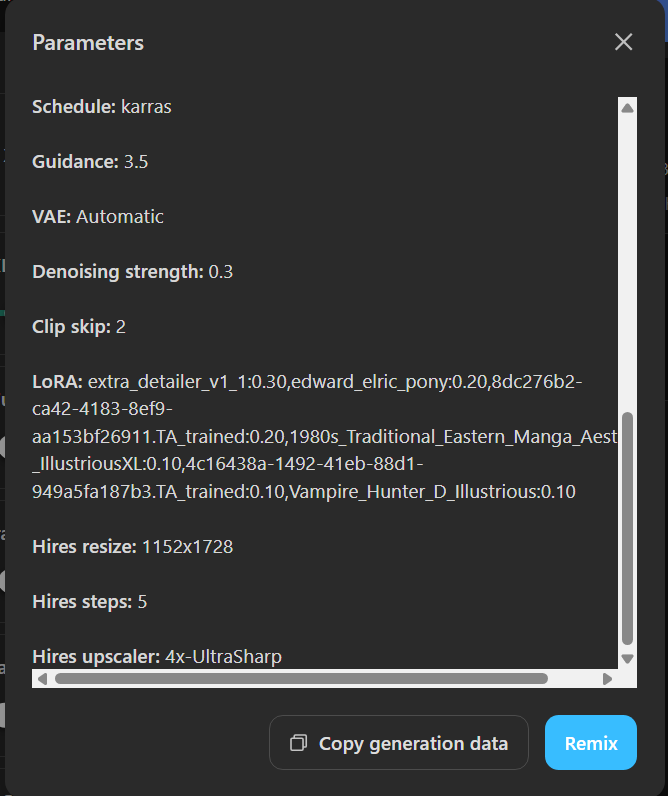 Parameters
Schedule: karras
Guidance: 3.5
VAE: Automatic
Denoising strength: 0.3
Clip skip: 2
LoRA: extra_detailer_v1_1:0.30,edward_elric_pony:0.20,8dc276b2-
ca42-4183-8ef9-
aa153bf26911.TA_trained:0.20,1980s_Traditional_Eastern_Manga_Aest
_IllustriousXL:0.10,4c16438a-1492-41eb-88d1-
949a5fa187b3.TA_trained:0.10,Vampire_Hunter_D_Illustrious:0.10
Hires resize: 1152x1728
Hires steps: 5
Hires upscaler: 4x-UltraSharp
Copy generation data
Remix